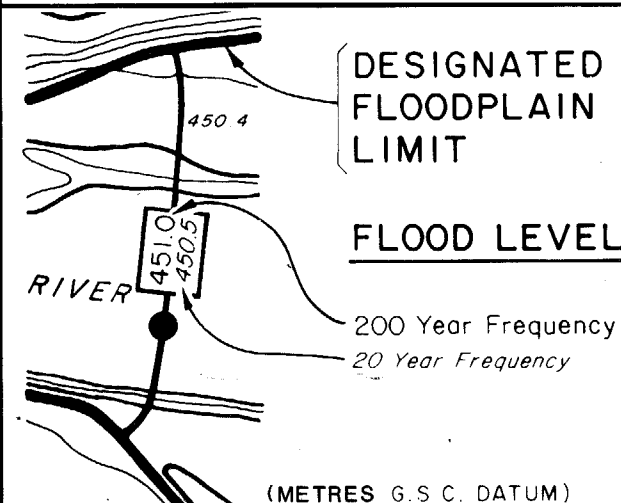 DESIGNATED
FLOODPLAIN
LIMIT
450.4
FLOOD LEVEL
451.0
450.5
RIVER
200 Year Frequency
20 Year Frequency
(METRES G.S.C. DATUM)